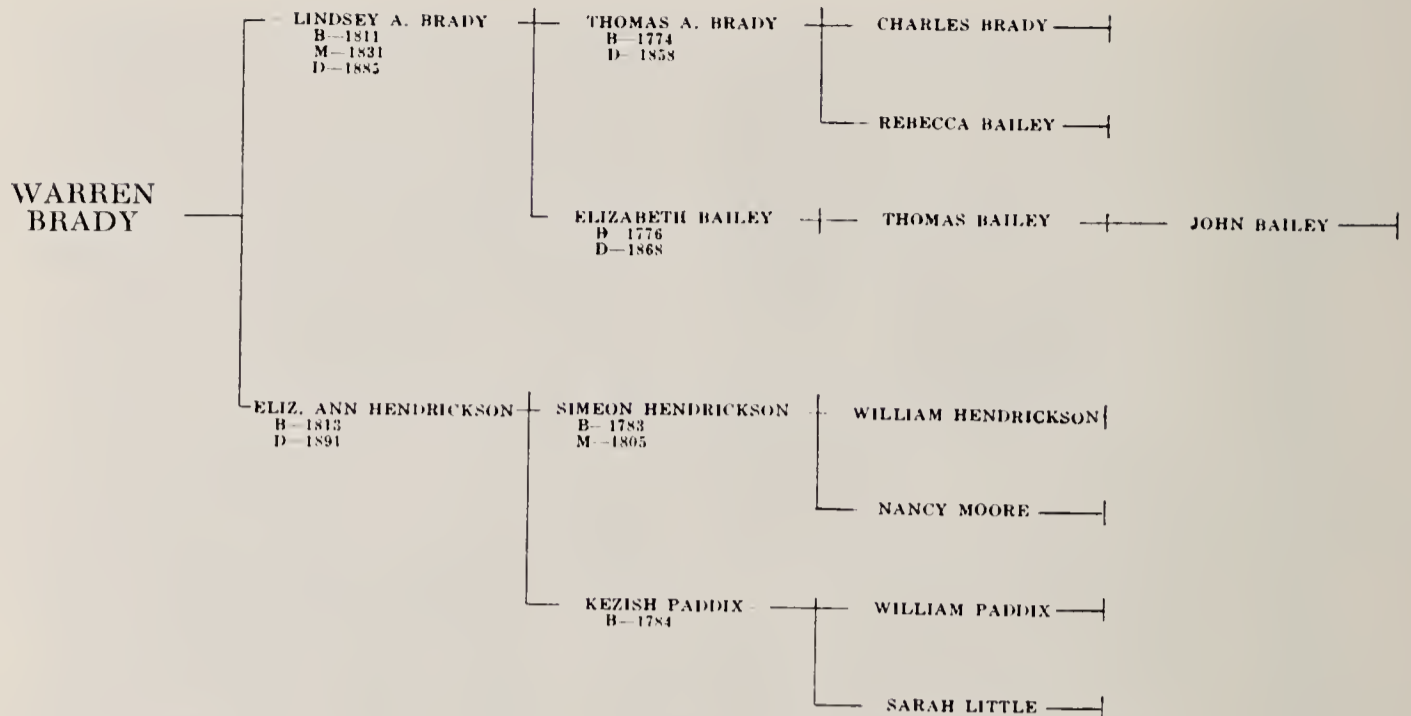 LINDSEY A. BRADY
B—1811
M—1831
D—1885
THOMAS A. BRADY
B—1774
D—1858
CHARLES BRADY
REBECCA BAILEY
WARREN
BRADY
ELIZABETH BAILEY
B 1776
D—1868
THOMAS BAILEY
JOHN BAILEY
ELIZ. ANN HENDRICKSON
B—1813
D—1891
SIMEON HENDRICKSON
B—1783
M—1805
WILLIAM HENDRICKSON
NANCY MOORE
KEZISH PADDIX
B—1784
WILLIAM PADDIX
SARAH LITTLE